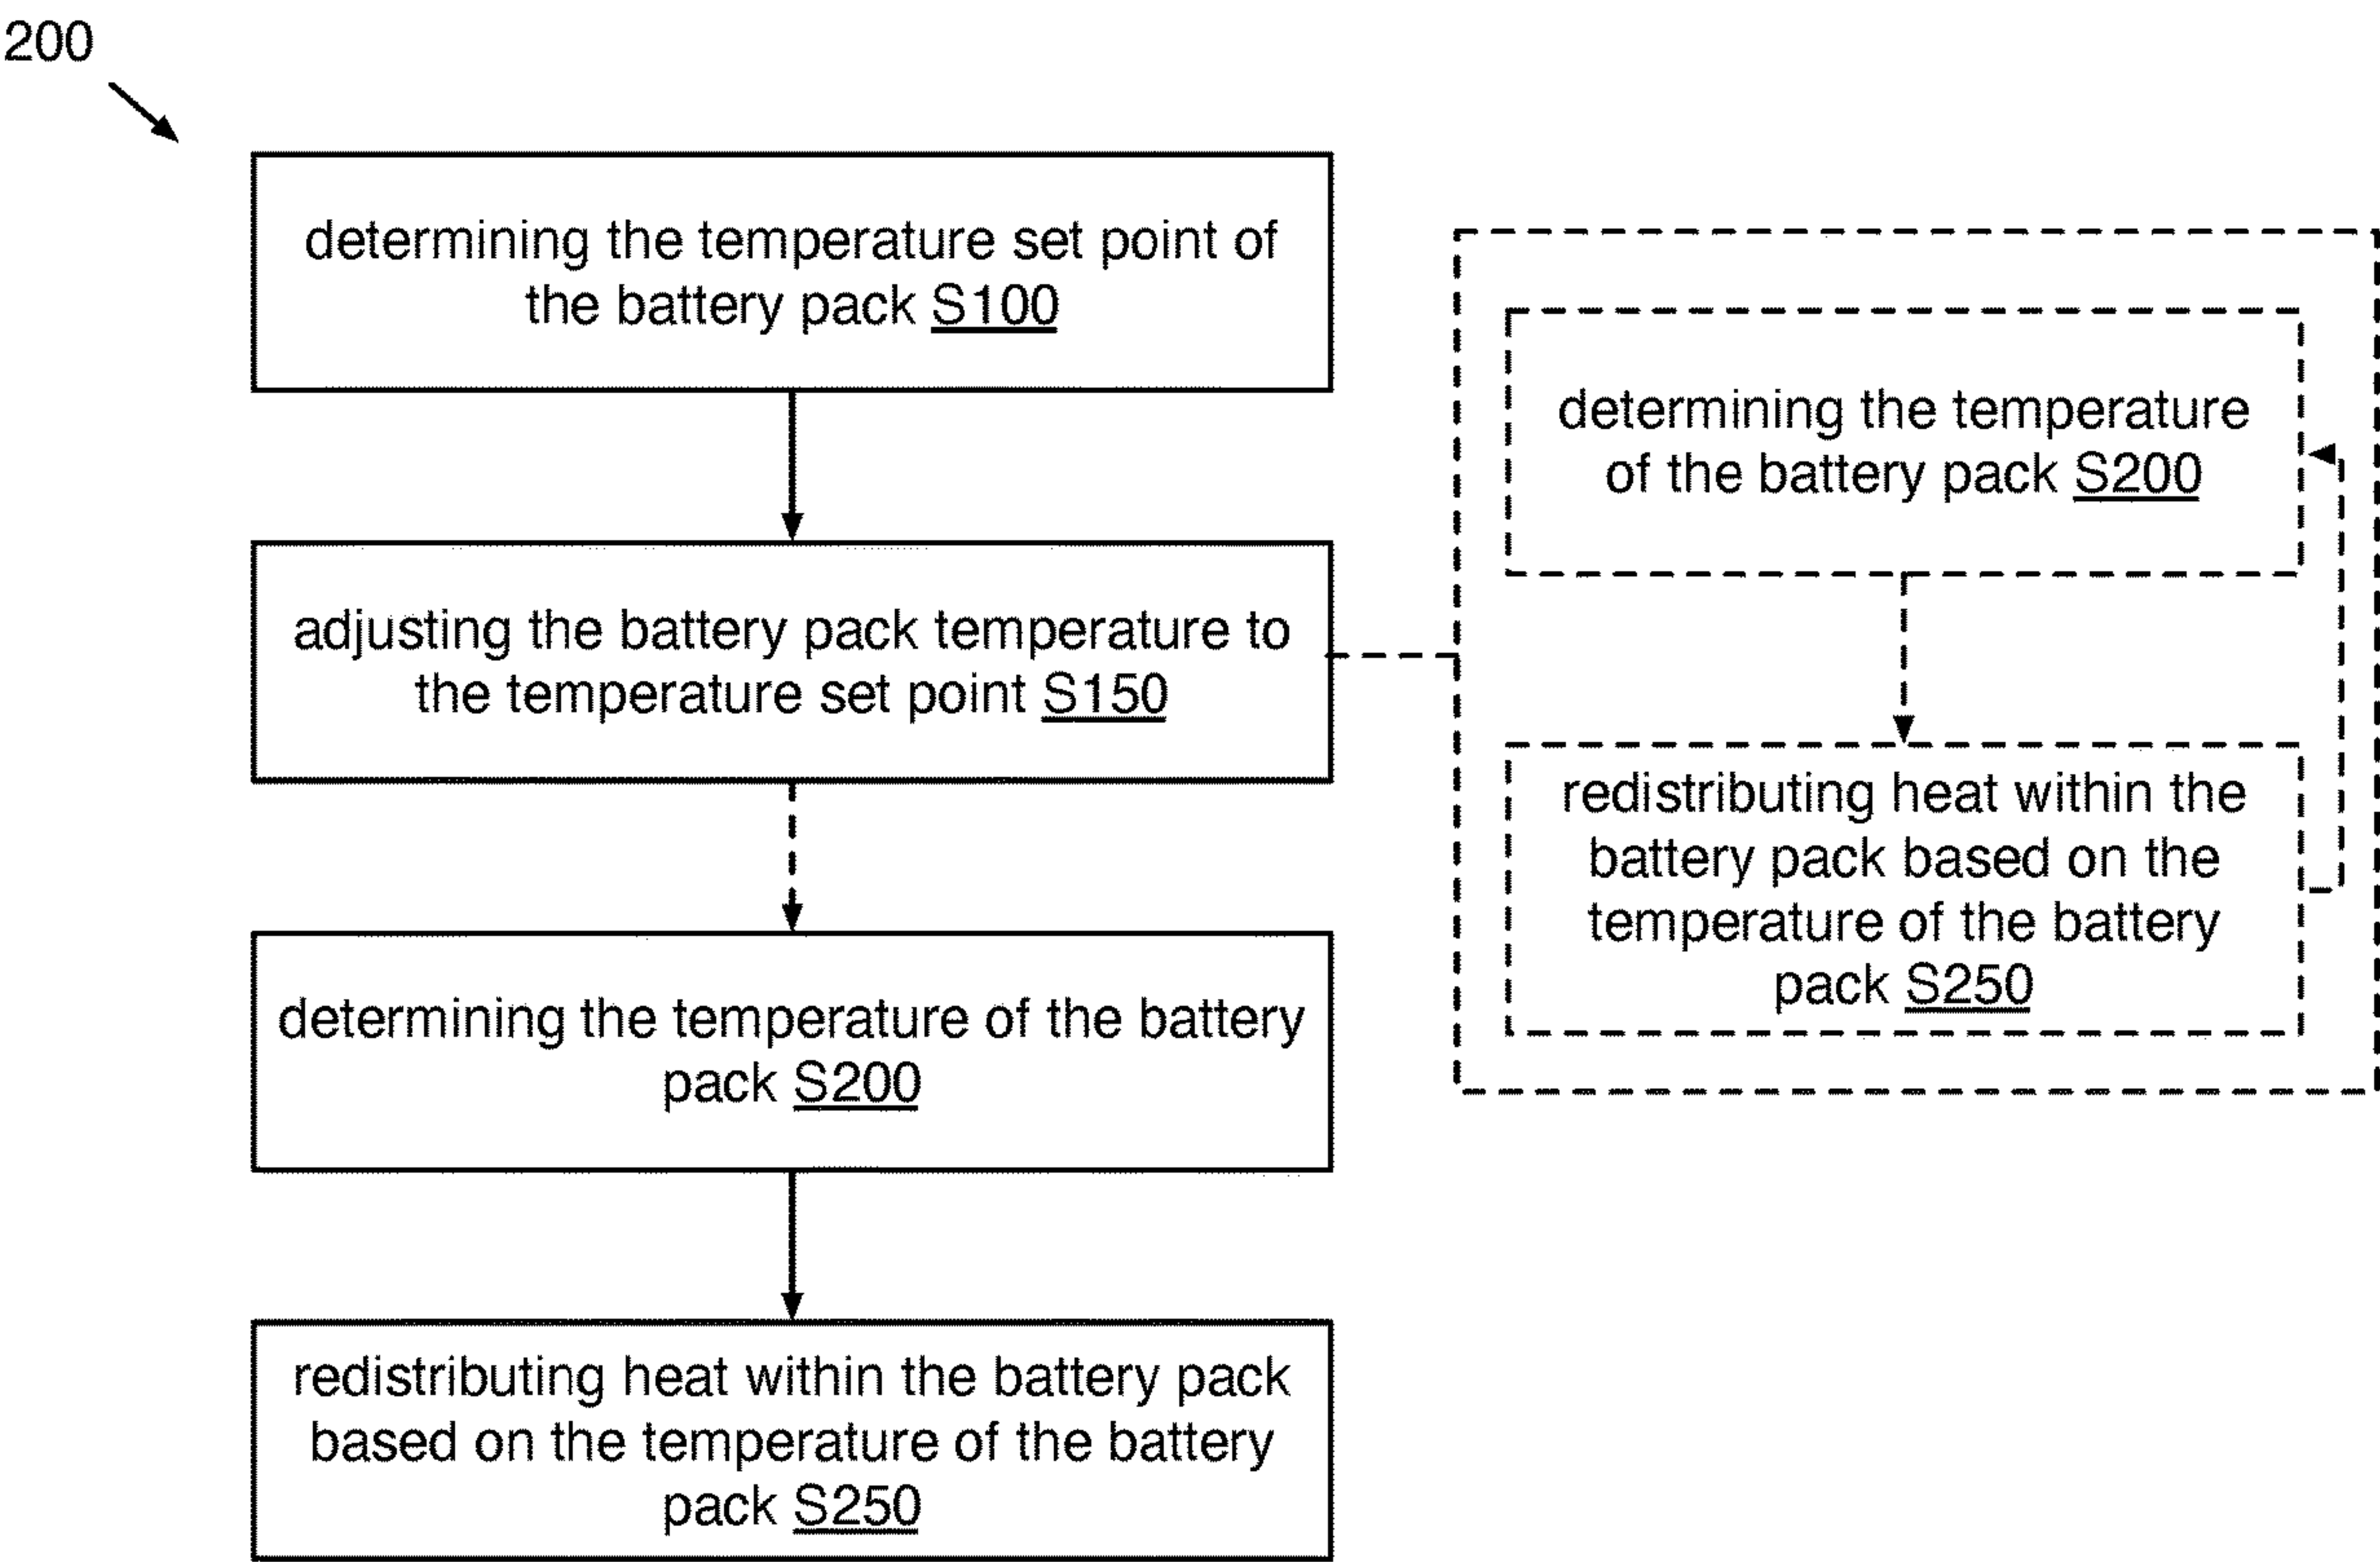 200
determining the temperature set point of
the battery pack S100
adjusting the battery pack temperature to
the temperature set point S150
determining the temperature of the battery
pack S200
redistributing heat within the battery pack
based on the temperature of the battery
pack S250
determining the temperature
of the battery pack S200
redistributing heat within the
battery pack based on the
temperature of the battery
pack S250